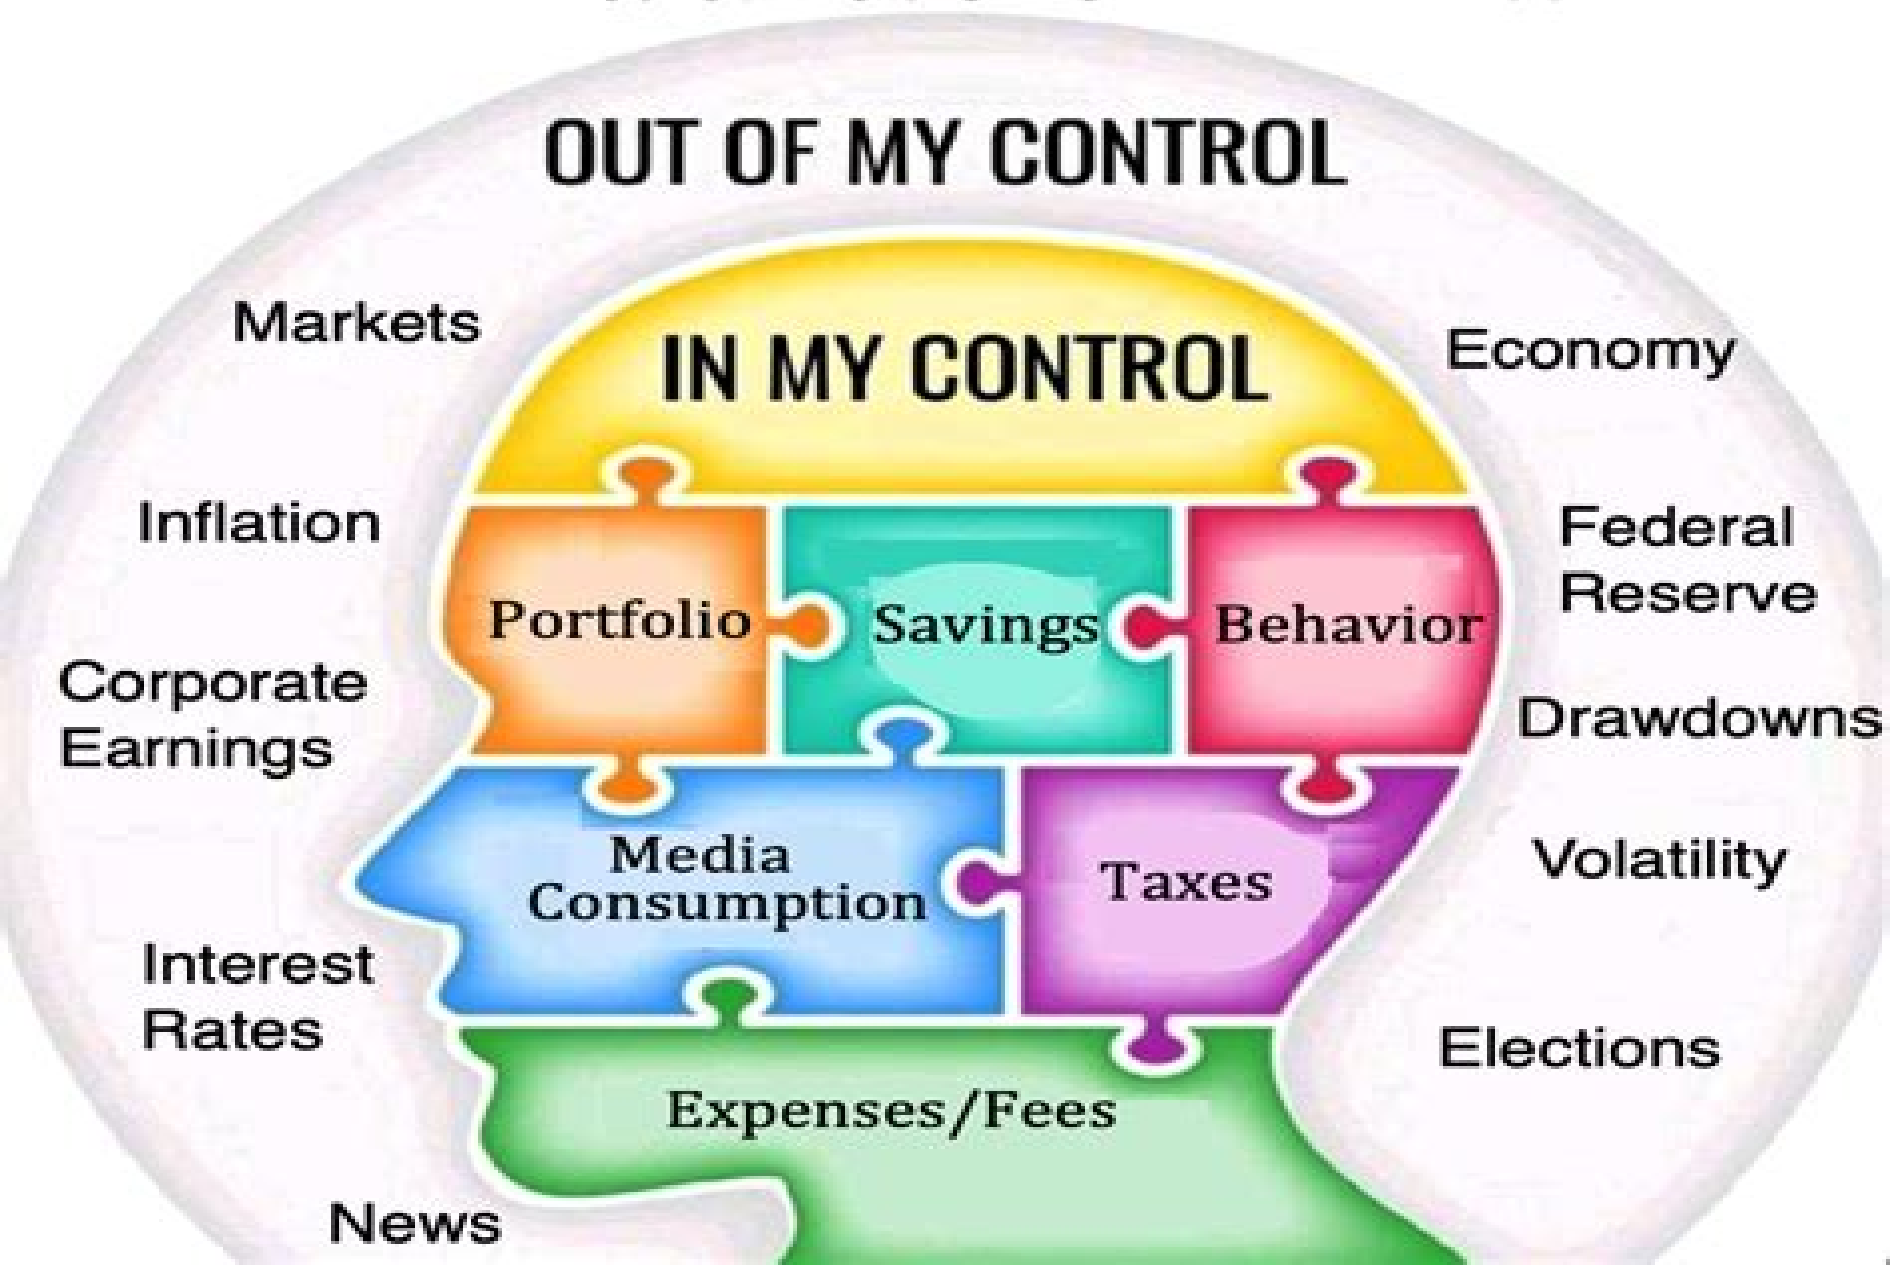 OUT OF MY CONTROL
IN MY CONTROL
Markets
Inflation
Corporate
Earnings
Interest
Rates
News
Portfolio
Savings
Behavior
Media
Consumption
Taxes
Expenses/Fees
Economy
Federal
Reserve
Drawdowns
Volatility
Elections